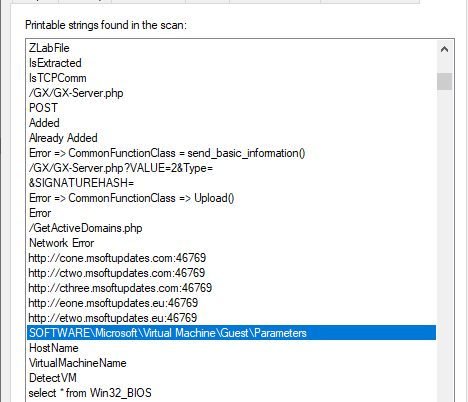 Printable strings found in the scan:
ZLabFile
IsExtracted
IsTCPComm
/GX/GX-Server.php
POST
Added
Already Added
Error => CommonFunctionClass = send_basic_information()
/GX/GX-Server.php?VALUE=2&Type=
&SIGNATUREHASH=
Error => CommonFunctionClass => Upload()
Error
/GetActiveDomains.php
Network Error
http://cone.msoftupdates.com:46769
http://ctwo.msoftupdates.com:46769
http://cthree.msoftupdates.com:46769
http://eone.msoftupdates.eu:46769
http://etwo.msoftupdates.eu:46769
SOFTWARE\Microsoft\Virtual Machine\Guest\Parameters
HostName
VirtualMachineName
DetectVM
select * from Win32_BIOS